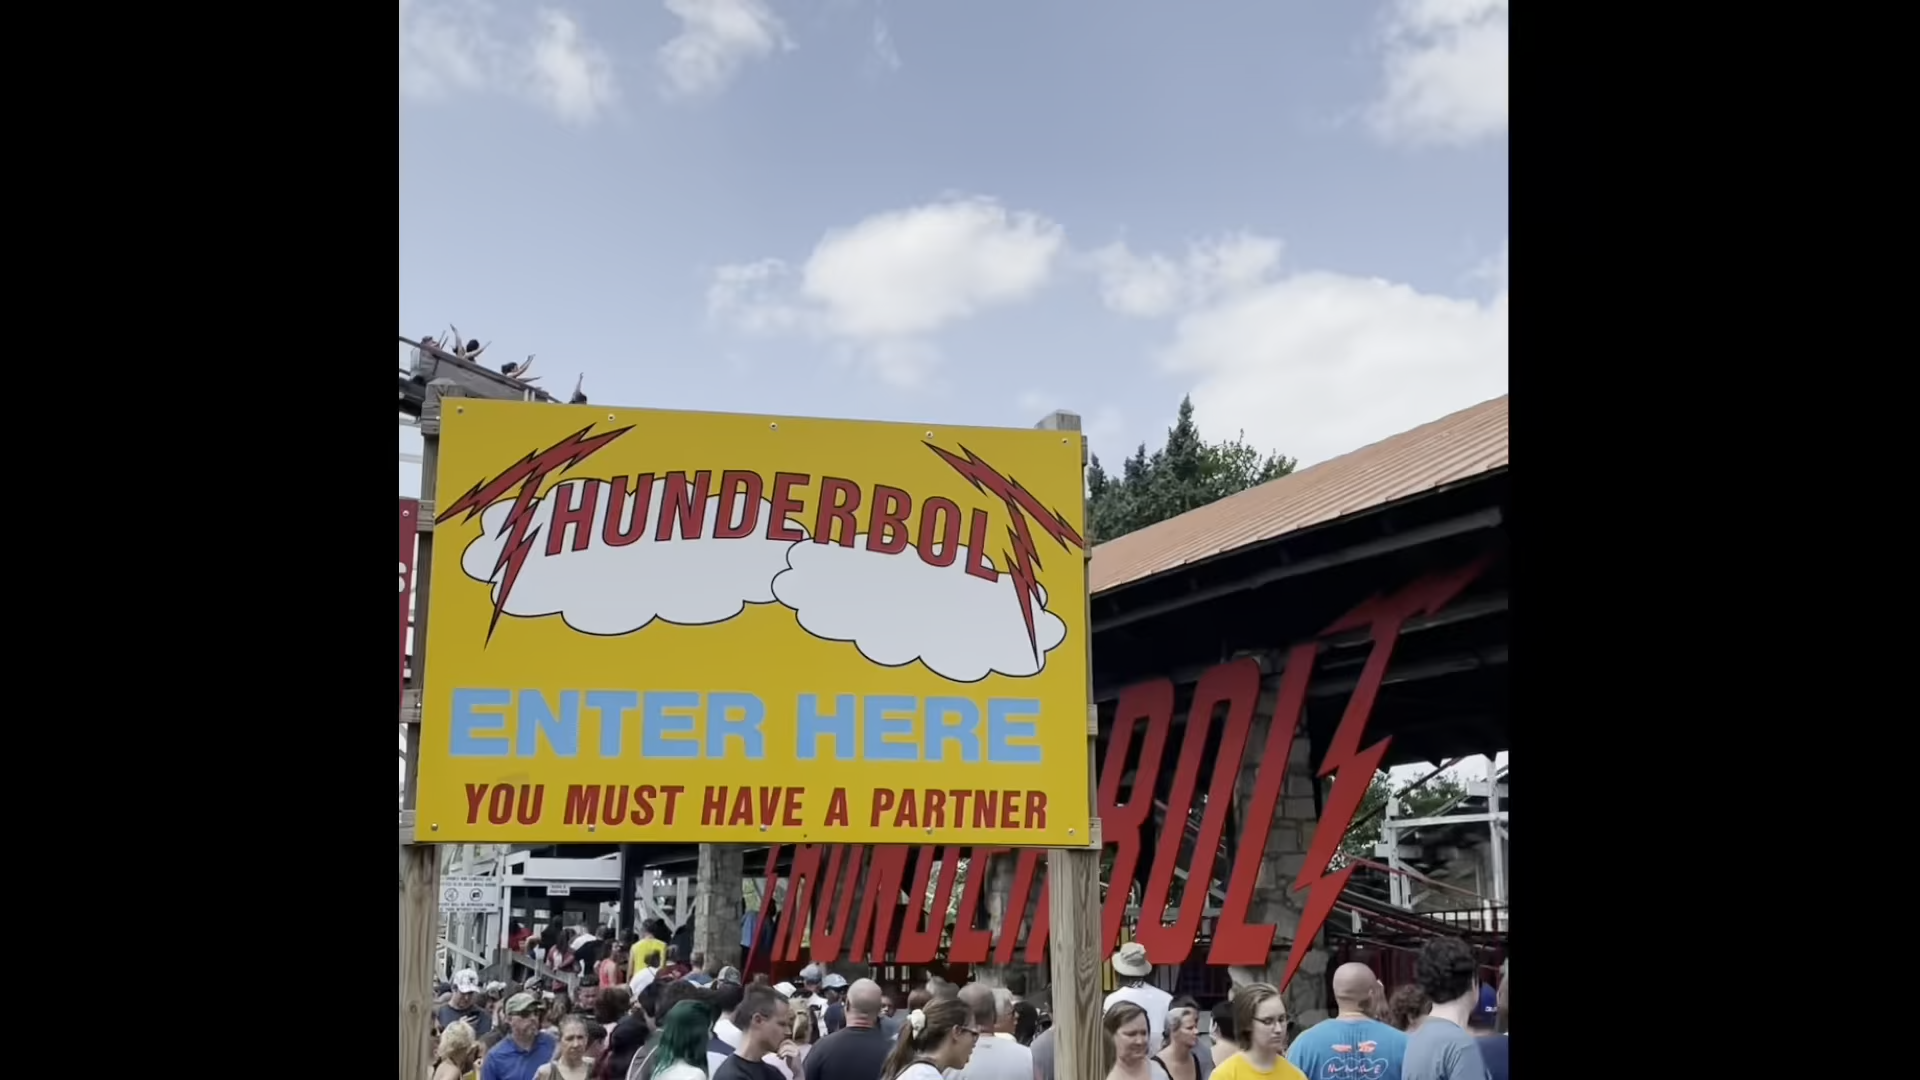 THUNDERBOLT
ENTER HERE
YOU MUST HAVE A PARTNER
THUNDERBOLT